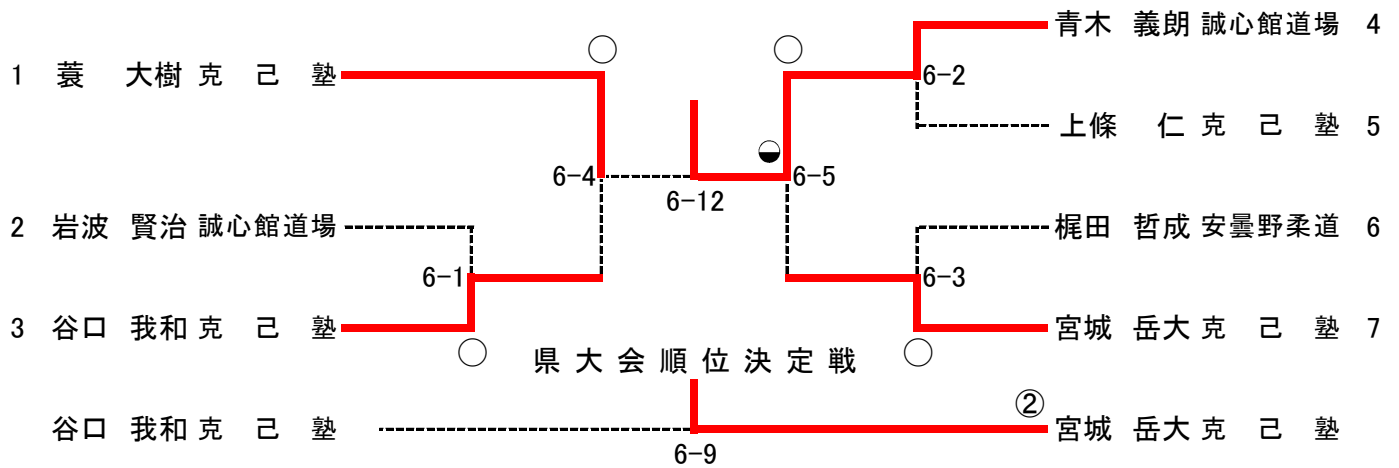 青木 義朗 誠心館道場 4
1 蓑 大樹 克己塾
6-2
上條 仁 克己塾 5
6-4
6-5
6-12
2 岩波 賢治 誠心館道場
梶田 哲成 安曇野柔道 6
6-1
6-3
3 谷口 我和 克己塾
宮城 岳大 克己塾 7
県大会順位決定戦
②
谷口 我和 克己塾
宮城 岳大 克己塾
6-9